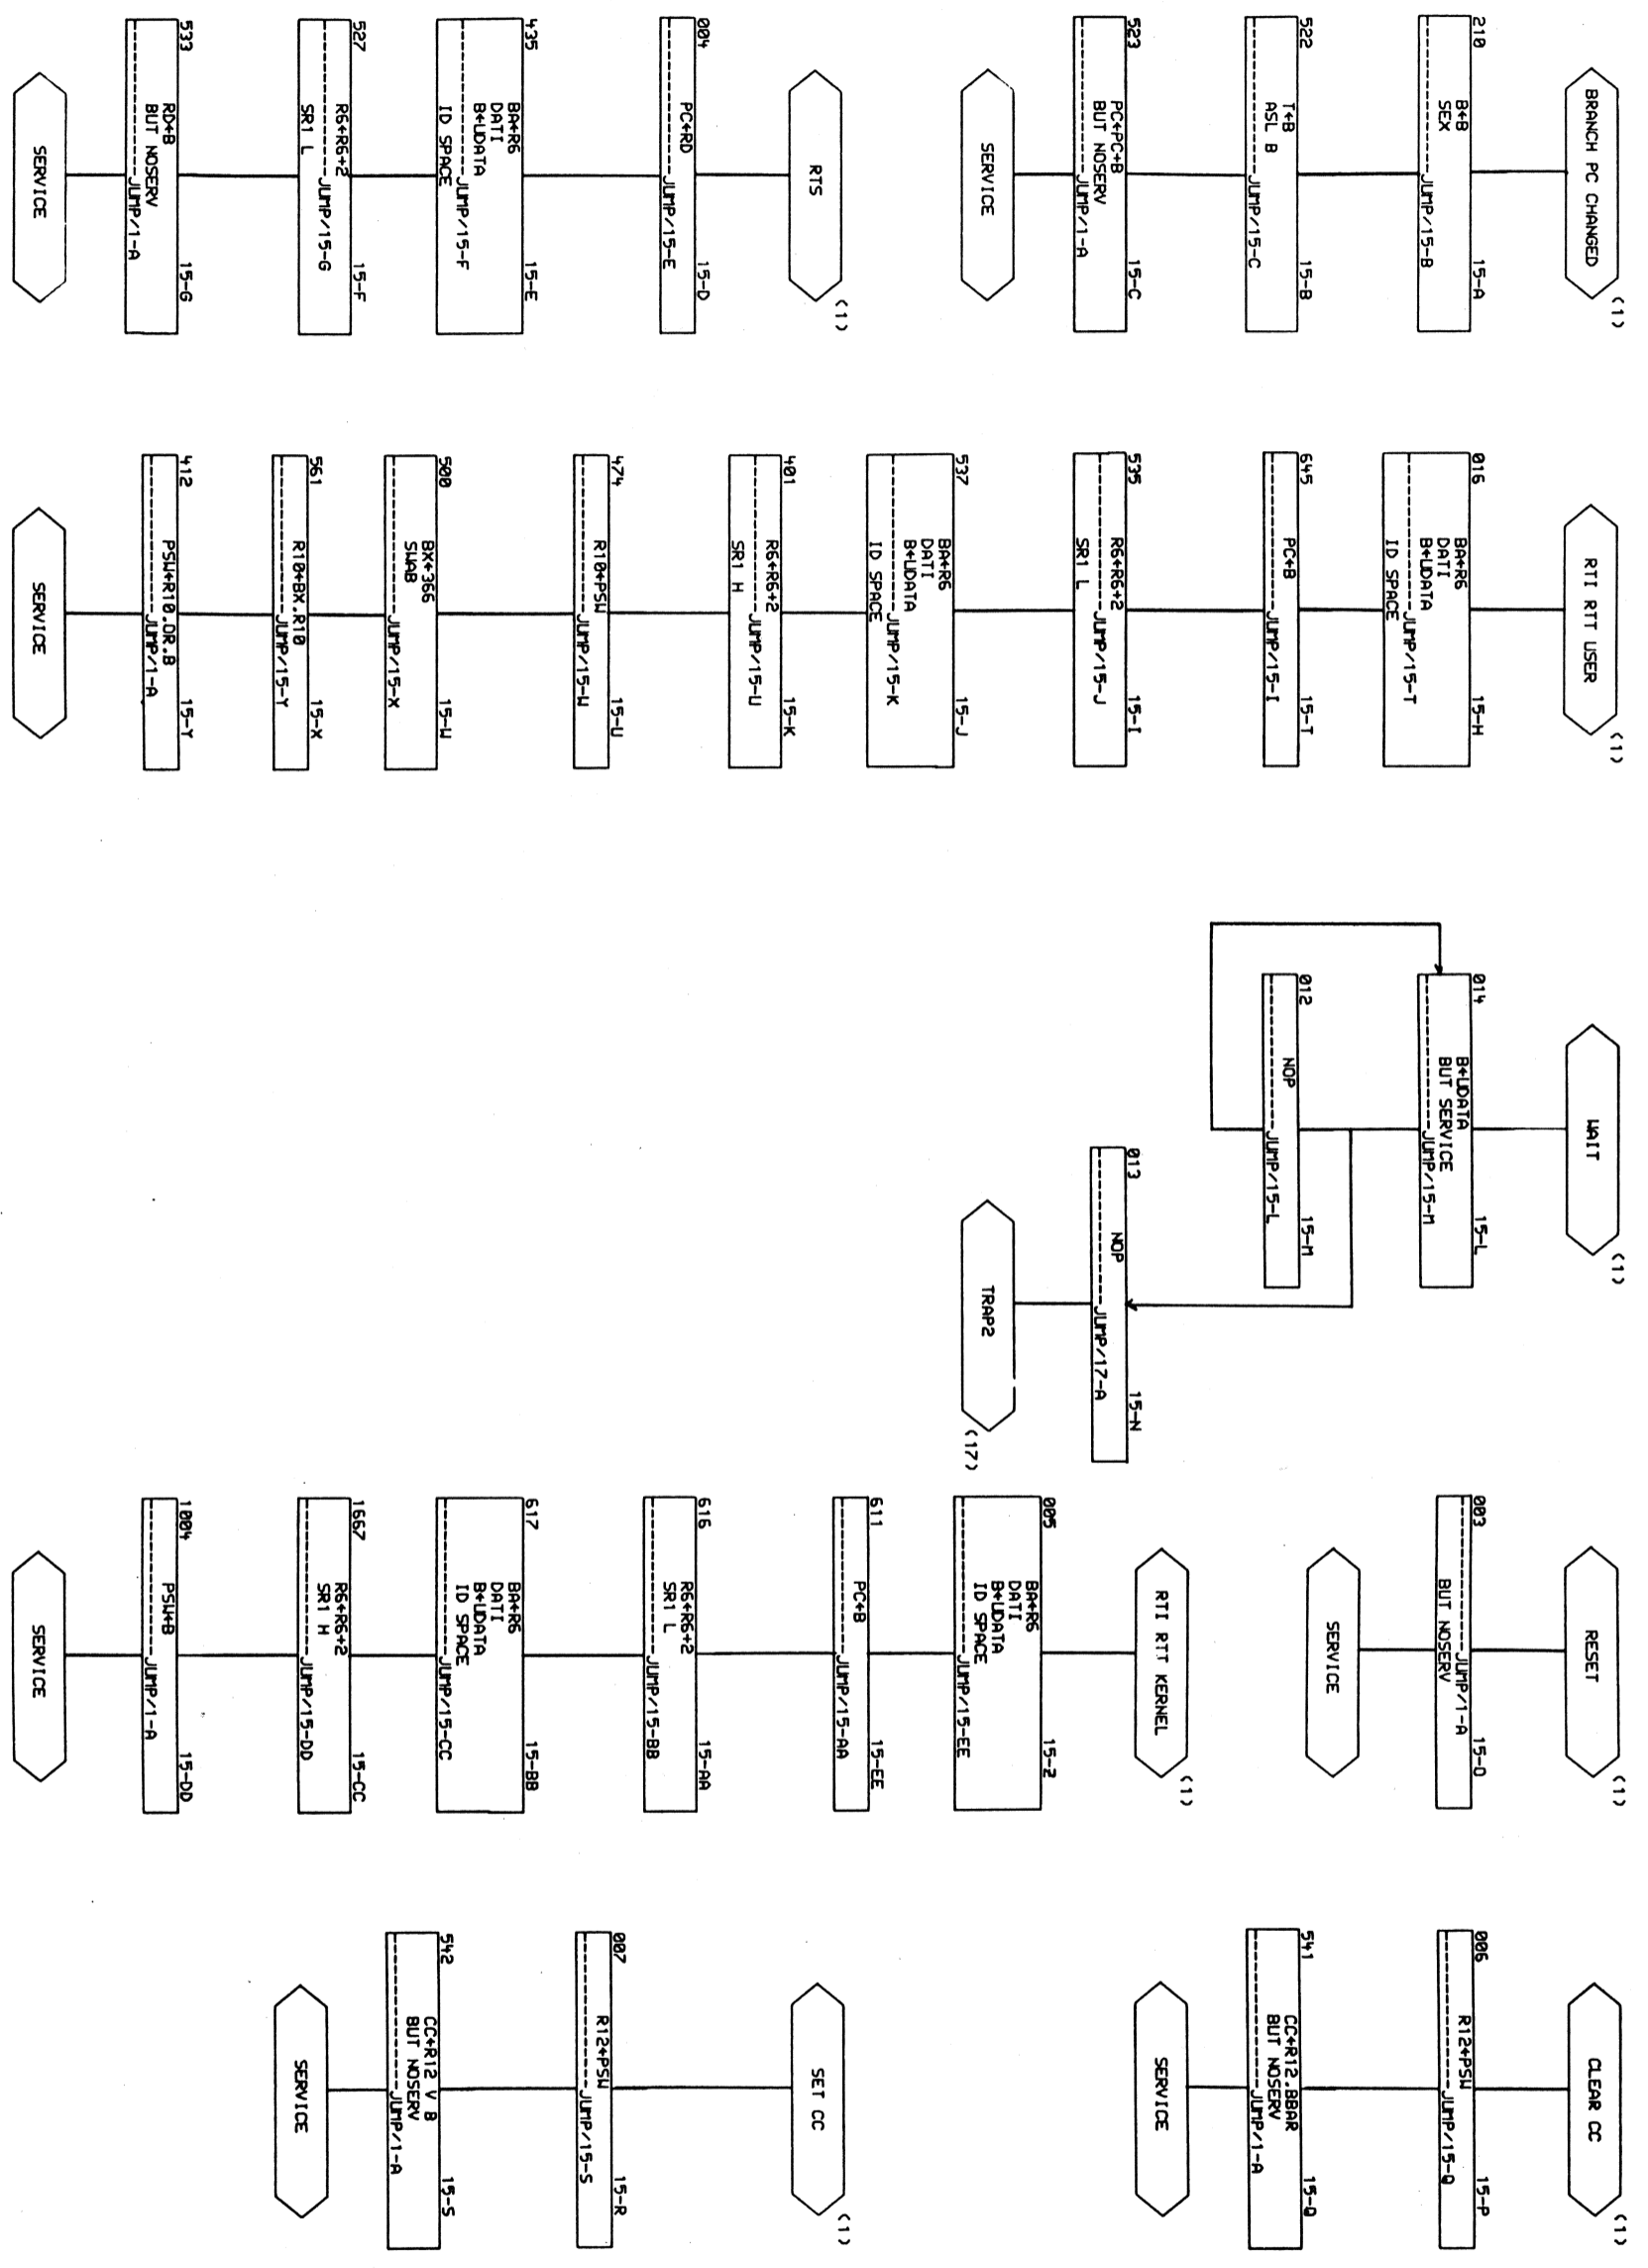 BRANCH PC CHANGED
(1)
210
15-A
B←B
SEX
--------------JUMP/15-B
522
15-B
T←B
ASL B
--------------JUMP/15-C
523
15-C
PC←PC+B
BUT NOSERV
--------------JUMP/1-A
SERVICE
RTS
(1)
004
15-D
PC←RD
--------------JUMP/15-E
435
15-E
BA←R6
DATI
B←UDATA
--------------JUMP/15-F
ID SPACE
527
15-F
R6←R6+2
--------------JUMP/15-G
SR1 L
533
15-G
RD←B
BUT NOSERV
--------------JUMP/1-A
SERVICE
RTI RTT USER
(1)
016
15-H
BA←R6
DATI
B←UDATA
--------------JUMP/15-T
ID SPACE
645
15-T
PC←B
--------------JUMP/15-I
535
15-I
R6←R6+2
--------------JUMP/15-J
SR1 L
537
15-J
BA←R6
DATI
B←UDATA
--------------JUMP/15-K
ID SPACE
401
15-K
R6←R6+2
--------------JUMP/15-U
SR1 H
474
15-U
R10←PSW
--------------JUMP/15-W
500
15-W
BX←366
SWAB
--------------JUMP/15-X
561
15-X
R10←BX.R10
--------------JUMP/15-Y
412
15-Y
PSW←R10.OR.B
--------------JUMP/1-A
SERVICE
WAIT
(1)
014
15-L
B←UDATA
BUT SERVICE
--------------JUMP/15-M
012
15-M
NOP
--------------JUMP/15-L
013
15-N
NOP
--------------JUMP/17-A
TRAP2
(17)
RESET
(1)
003
15-O
--------------JUMP/1-A
BUT NOSERV
SERVICE
RTI RTT KERNEL
(1)
005
15-Z
BA←R6
DATI
B←UDATA
ID SPACE
--------------JUMP/15-EE
611
15-EE
PC←B
--------------JUMP/15-AA
616
15-AA
R6←R6+2
SR1 L
--------------JUMP/15-BB
617
15-BB
BA←R6
DATI
B←UDATA
ID SPACE
--------------JUMP/15-CC
1667
15-CC
R6←R6+2
SR1 H
--------------JUMP/15-DD
1004
15-DD
PSW←B
--------------JUMP/1-A
SERVICE
CLEAR CC
(1)
006
15-P
R12←PSW
--------------JUMP/15-Q
541
15-Q
CC←R12.BBAR
BUT NOSERV
--------------JUMP/1-A
SERVICE
SET CC
(1)
007
15-R
R12←PSW
--------------JUMP/15-S
542
15-S
CC←R12 V B
BUT NOSERV
--------------JUMP/1-A
SERVICE